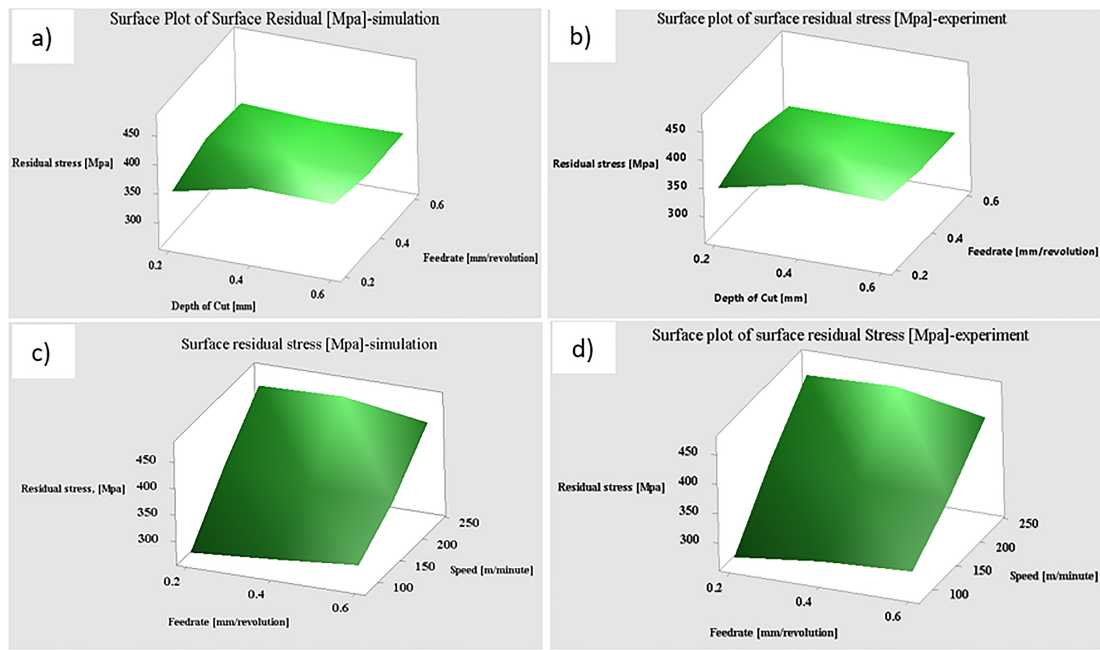 a)
Surface Plot of Surface Residual [Mpa]-simulation
450
400
350
300
Residual stress [Mpa]
0.2
0.4
0.6
Depth of Cut [mm]
0.2
0.4
0.6
Feedrate [mm/revolution]
b)
Surface plot of surface residual stress [Mpa]-experiment
450
400
350
300
Residual stress [Mpa]
0.2
0.4
0.6
Depth of Cut [mm]
0.2
0.4
0.6
Feedrate [mm/revolution]
c)
Surface residual stress [Mpa]-simulation
450
400
350
300
Residual stress, [Mpa]
0.2
0.4
0.6
Feedrate [mm/revolution]
100
150
200
250
Speed [m/minute]
d)
Surface plot of surface residual Stress [Mpa]-experiment
450
400
350
300
Residual stress [Mpa]
0.2
0.4
0.6
Feedrate [mm/revolution]
100
150
200
250
Speed [m/minute]